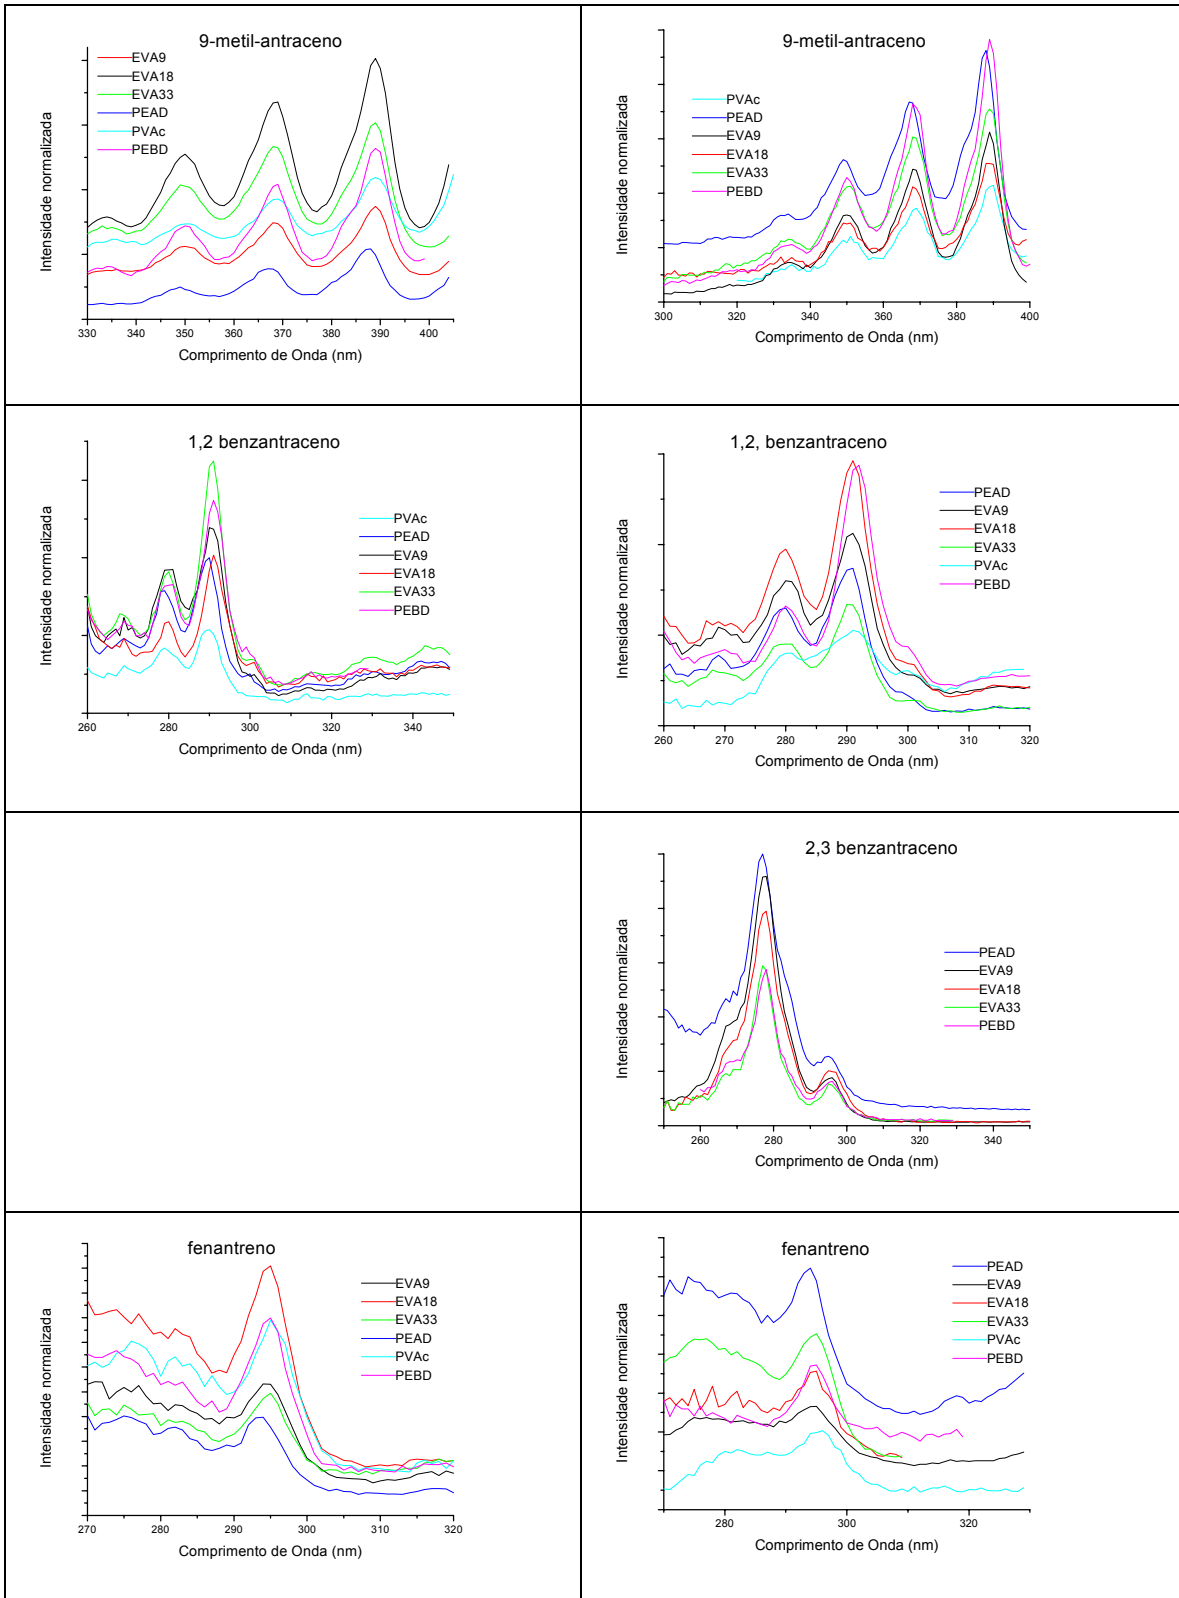 9-metil-antraceno
EVA9
EVA18
EVA33
PEAD
PVAc
PEBD
Intensidade normalizada
330 340 350 360 370 380 390 400
Comprimento de Onda (nm)
9-metil-antraceno
PVAc
PEAD
EVA9
EVA18
EVA33
PEBD
Intensidade normalizada
300 320 340 360 380 400
Comprimento de Onda (nm)
1,2 benzantraceno
PVAc
PEAD
EVA9
EVA18
EVA33
PEBD
Intensidade normalizada
260 280 300 320 340
Comprimento de Onda (nm)
1,2, benzantraceno
PEAD
EVA9
EVA18
EVA33
PVAc
PEBD
Intensidade normalizada
260 270 280 290 300 310 320
Comprimento de Onda (nm)
2,3 benzantraceno
PEAD
EVA9
EVA18
EVA33
PEBD
Intensidade normalizada
260 280 300 320 340
Comprimento de Onda (nm)
fenantreno
EVA9
EVA18
EVA33
PEAD
PVAc
PEBD
Intensidade normalizada
270 280 290 300 310 320
Comprimento de Onda (nm)
fenantreno
PEAD
EVA9
EVA18
EVA33
PVAc
PEBD
Intensidade normalizada
280 300 320
Comprimento de Onda (nm)